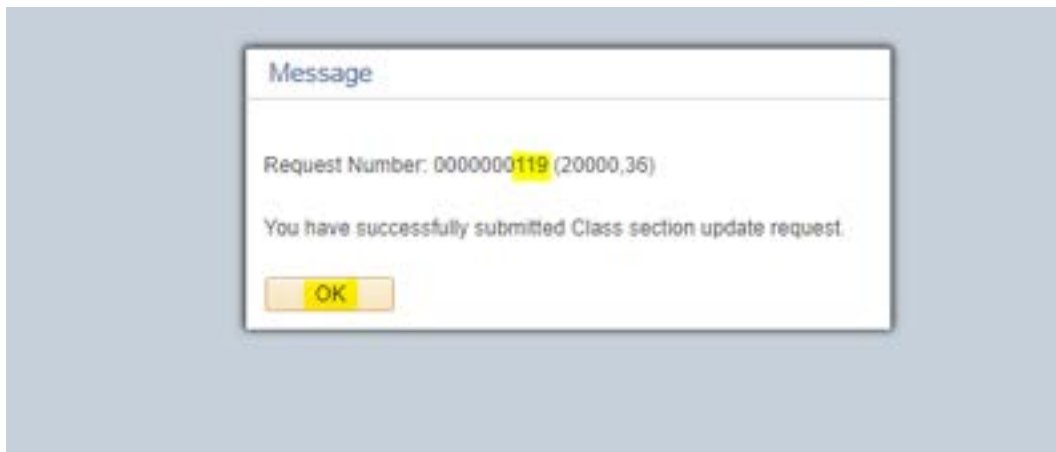 Message
Request Number: 0000000119 (20000,36)
You have successfully submitted Class section update request.
OK